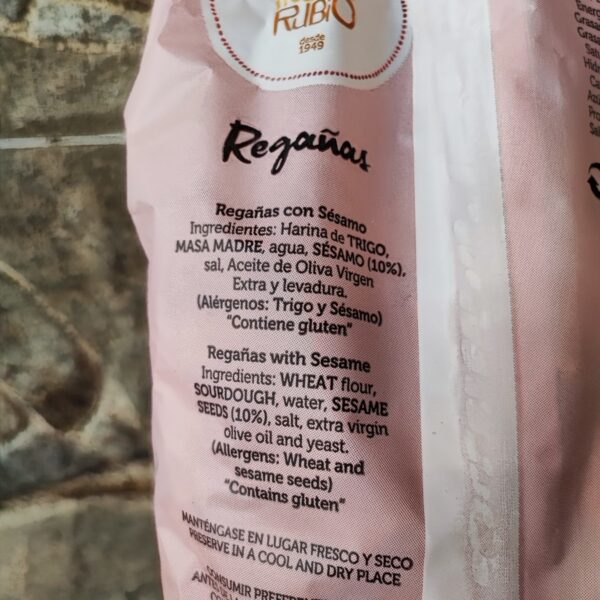 RUBIO
desde
1949
Regañas
Regañas con Sésamo
Ingredientes: Harina de TRIGO,
MASA MADRE, agua, SÉSAMO (10%),
sal, Aceite de Oliva Virgen
Extra y levadura.
(Alérgenos: Trigo y Sésamo)
"Contiene gluten"
Regañas with Sesame
Ingredients: WHEAT flour,
SOURDOUGH, water, SESAME
SEEDS (10%), salt, extra virgin
olive oil and yeast.
(Allergens: Wheat and
sesame seeds)
"Contains gluten"
MANTÉNGASE EN LUGAR FRESCO Y SECO
PRESERVE IN A COOL AND DRY PLACE
CONSUMIR